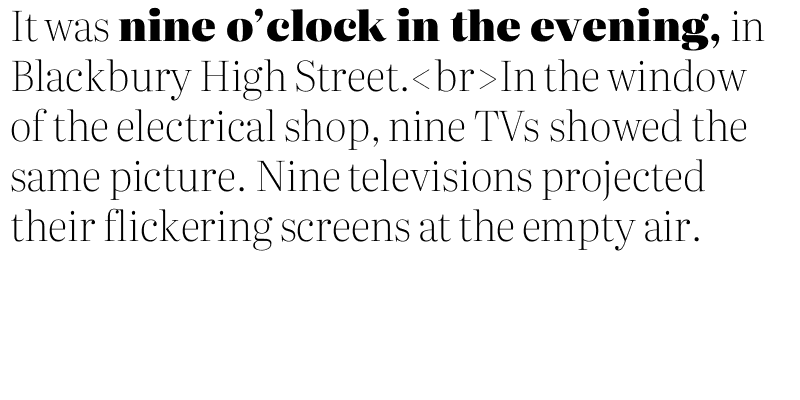 It was nine o’clock in the evening, in
Blackbury High Street.<br>In the window
of the electrical shop, nine TVs showed the
same picture. Nine televisions projected
their flickering screens at the empty air.